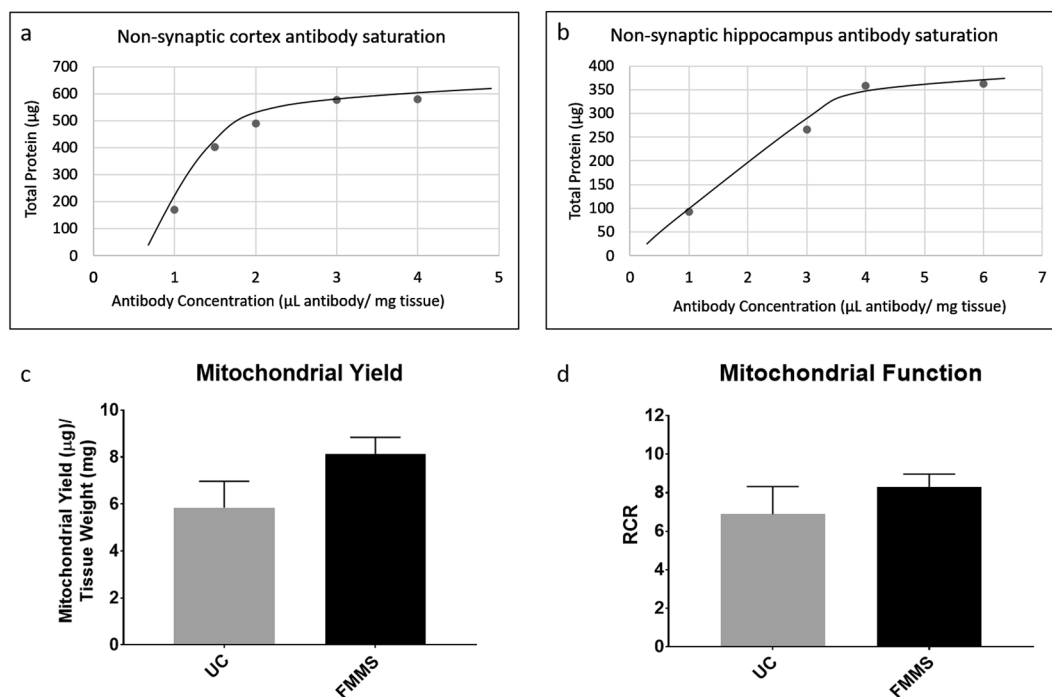 a
Non-synaptic cortex antibody saturation
Total Protein (µg)
700
600
500
400
300
200
100
0
0 1 2 3 4 5
Antibody Concentration (µL antibody/ mg tissue)
b
Non-synaptic hippocampus antibody saturation
Total Protein (µg)
400
350
300
250
200
150
100
50
0
0 1 2 3 4 5 6 7
Antibody Concentration (µL antibody/ mg tissue)
c
Mitochondrial Yield
Mitochondrial Yield (µg)/
Tissue Weight (mg)
10
8
6
4
2
0
UC FMMS
d
Mitochondrial Function
RCR
12
10
8
6
4
2
0
UC FMMS